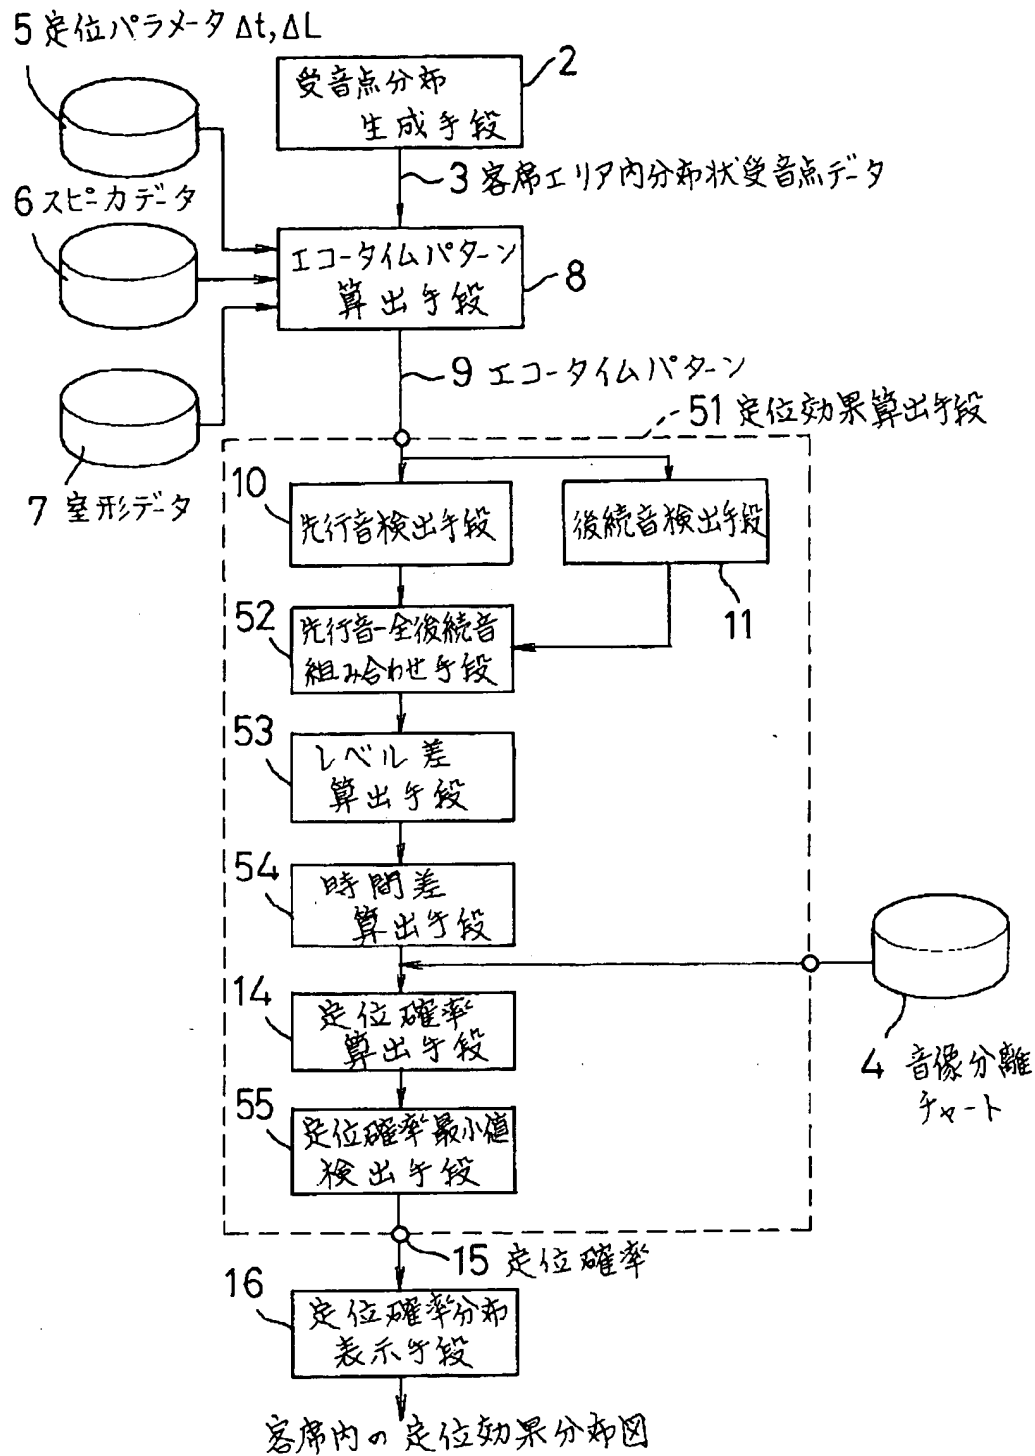 5 定位パラメータ Δt,ΔL
受音点分布
生成手段
2
3 客席エリア内分布状受音点データ
6 スピーカデータ
エコータイムパターン
算出手段
8
9 エコータイムパターン
51 定位効果算出手段
7 室形データ
10
先行音検出手段
後続音検出手段
11
52
先行音-全後続音
組み合わせ手段
53
レベル差
算出手段
54
時間差
算出手段
14
定位確率
算出手段
4 音像分離
チャート
55
定位確率最小値
検出手段
15 定位確率
16
定位確率分布
表示手段
客席内の定位効果分布図